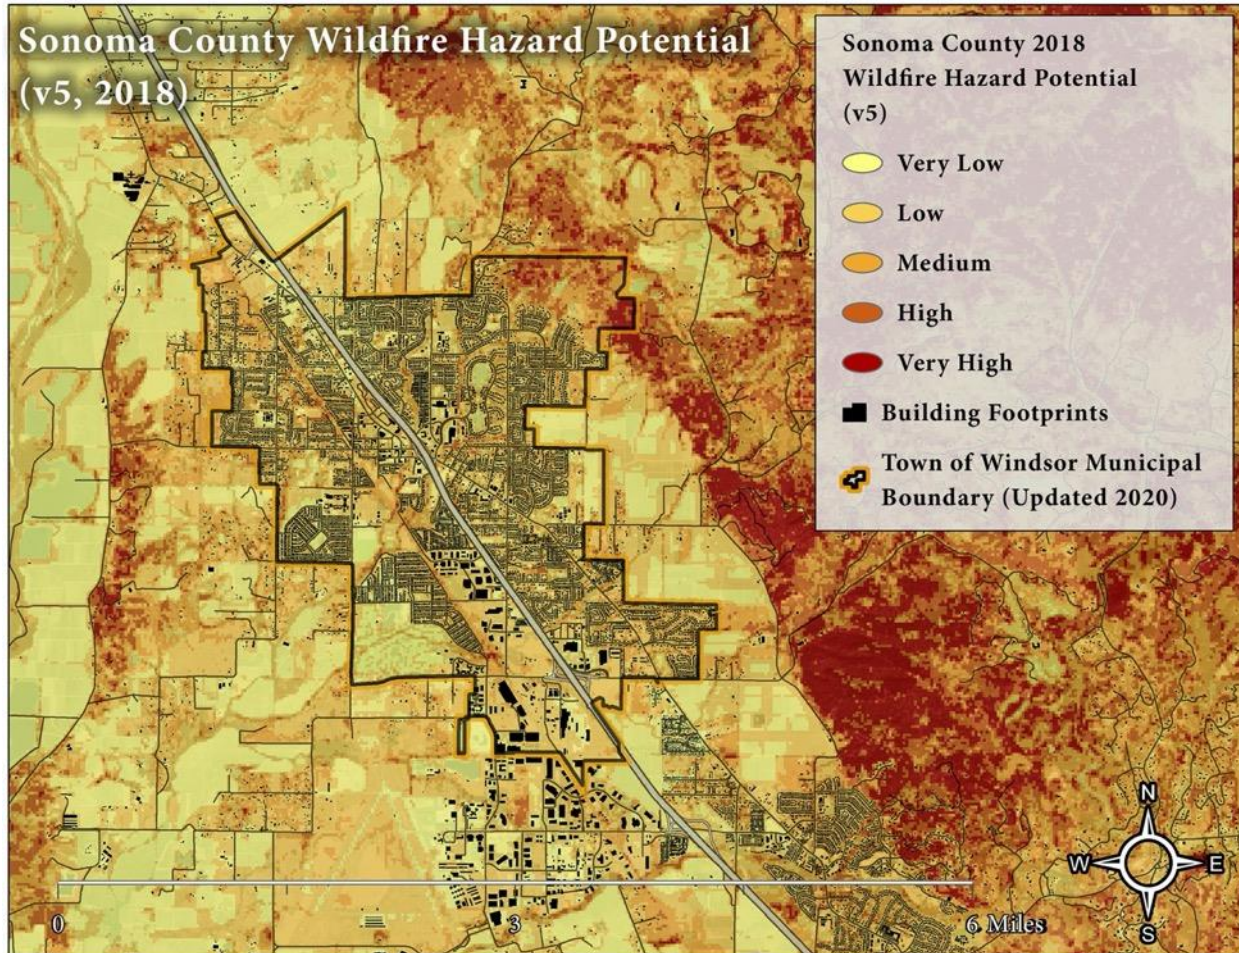 Sonoma County Wildfire Hazard Potential
(v5, 2018)
Sonoma County 2018
Wildfire Hazard Potential
(v5)
Very Low
Low
Medium
High
Very High
Building Footprints
Town of Windsor Municipal
Boundary (Updated 2020)
N
W
E
S
0
3
6 Miles